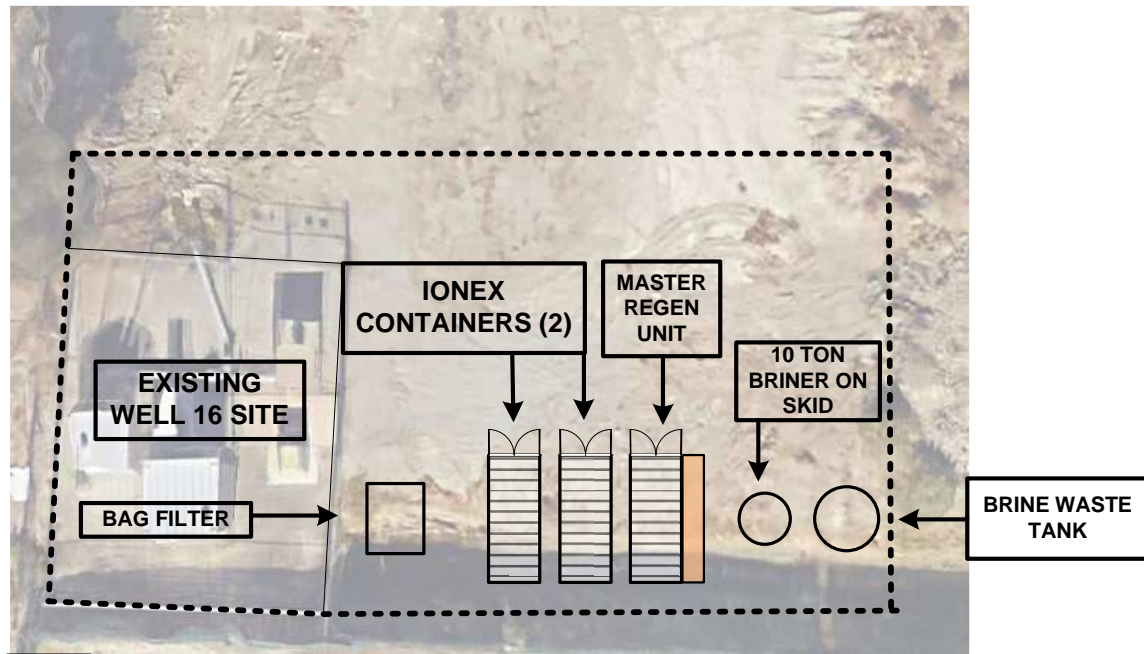 IONEX
CONTAINERS (2)
MASTER
REGEN
UNIT
10 TON
BRINER ON
SKID
EXISTING
WELL 16 SITE
BAG FILTER
BRINE WASTE
TANK